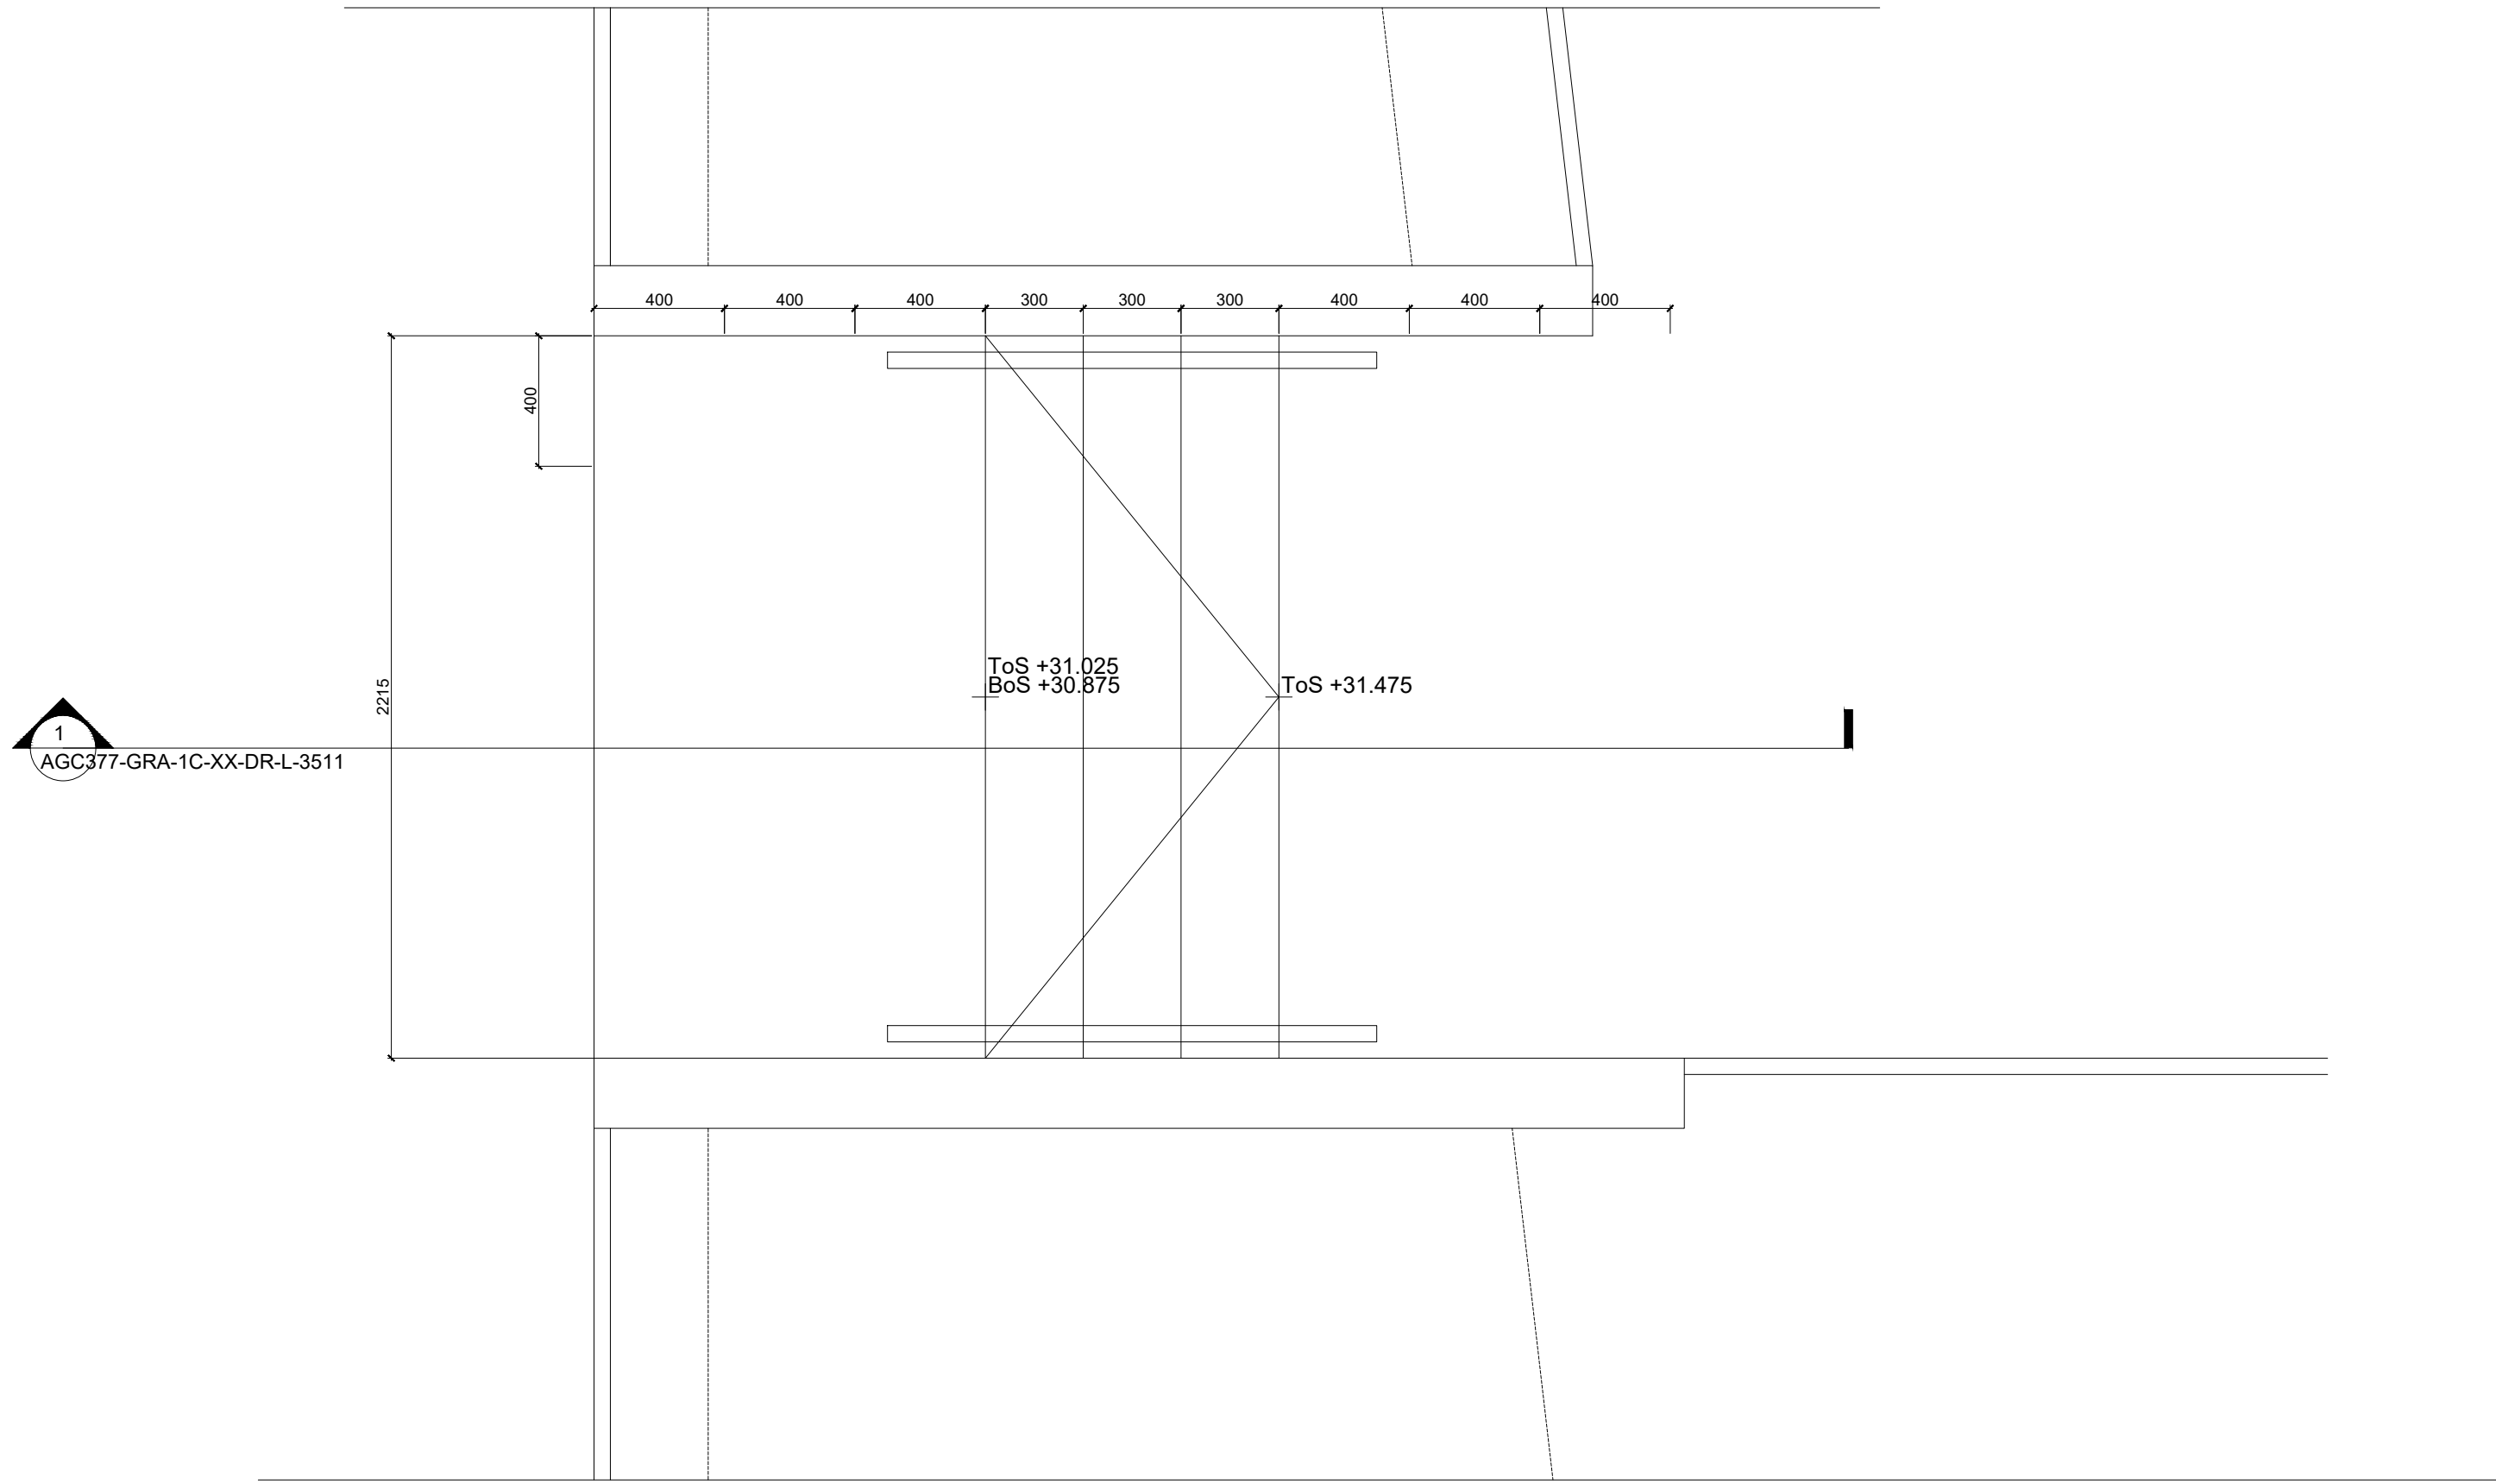 400 400 400 300 300 300 400 400 400
400
2215
ToS +31.025
BoS +30.875
ToS +31.475
1
AGC377-GRA-1C-XX-DR-L-3511